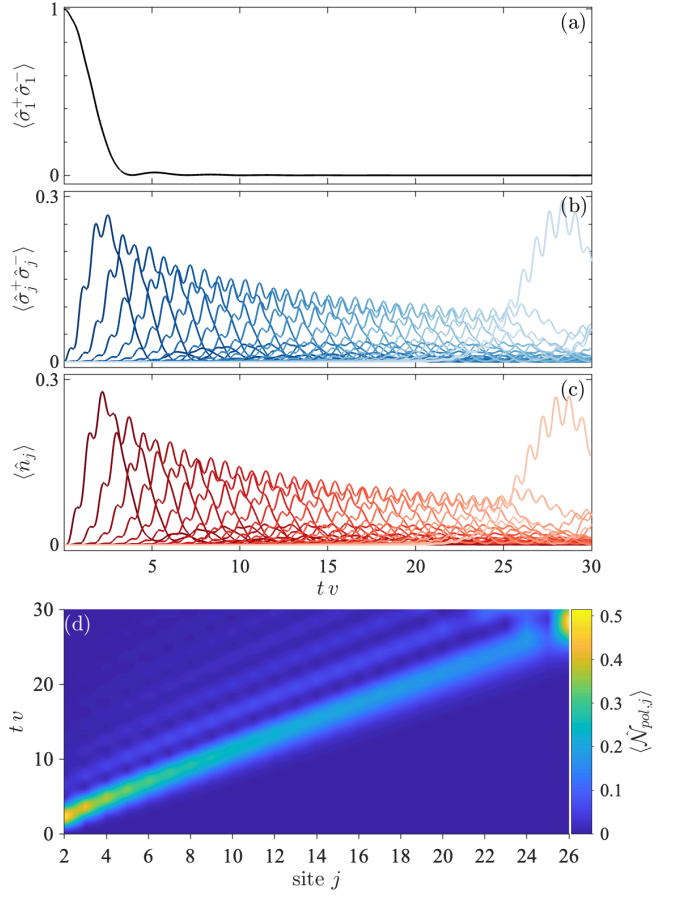 1
(a)
⟨σ̂₁⁺σ̂₁⁻⟩
0
0.3
(b)
⟨σ̂ⱼ⁺σ̂ⱼ⁻⟩
0
0.3
(c)
⟨n̂ⱼ⟩
0
5 10 15 20 25 30
t v
30
(d)
20
t v
10
0
2 4 6 8 10 12 14 16 18 20 22 24 26
site j
0.5
0.4
0.3
0.2
0.1
0
⟨𝒩̂_{pol,j}⟩